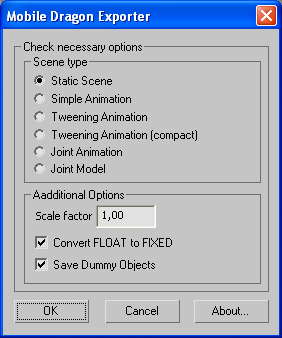 Mobile Dragon Exporter
Check necessary options
Scene type
Static Scene
Simple Animation
Tweening Animation
Tweening Animation (compact)
Joint Animation
Joint Model
Aadditional Options
Scale factor 1,00
Convert FLOAT to FIXED
Save Dummy Objects
OK Cancel About...